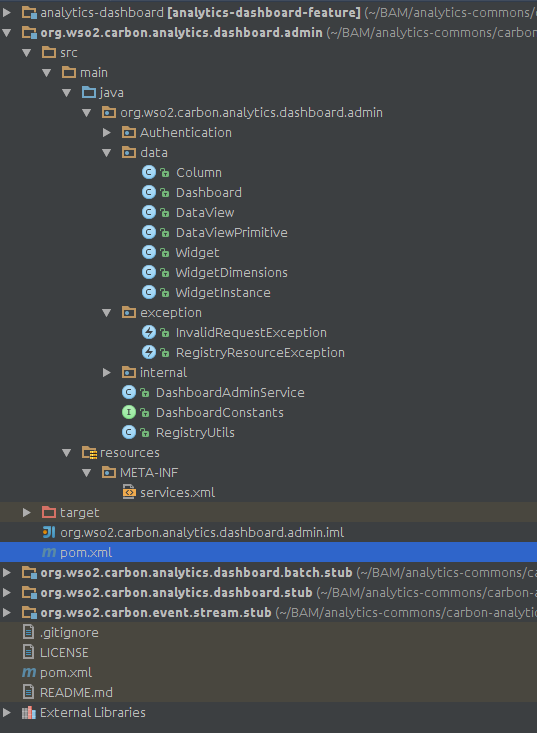 analytics-dashboard [analytics-dashboard-feature] (~/BAM/analytics-commons/c
org.wso2.carbon.analytics.dashboard.admin (~/BAM/analytics-commons/carbon
src
main
java
org.wso2.carbon.analytics.dashboard.admin
Authentication
data
Column
Dashboard
DataView
DataViewPrimitive
Widget
WidgetDimensions
WidgetInstance
exception
InvalidRequestException
RegistryResourceException
internal
DashboardAdminService
DashboardConstants
RegistryUtils
resources
META-INF
services.xml
target
org.wso2.carbon.analytics.dashboard.admin.iml
pom.xml
org.wso2.carbon.analytics.dashboard.batch.stub (~/BAM/analytics-commons/ca
org.wso2.carbon.analytics.dashboard.stub (~/BAM/analytics-commons/carbon-a
org.wso2.carbon.event.stream.stub (~/BAM/analytics-commons/carbon-analytic
.gitignore
LICENSE
pom.xml
README.md
External Libraries